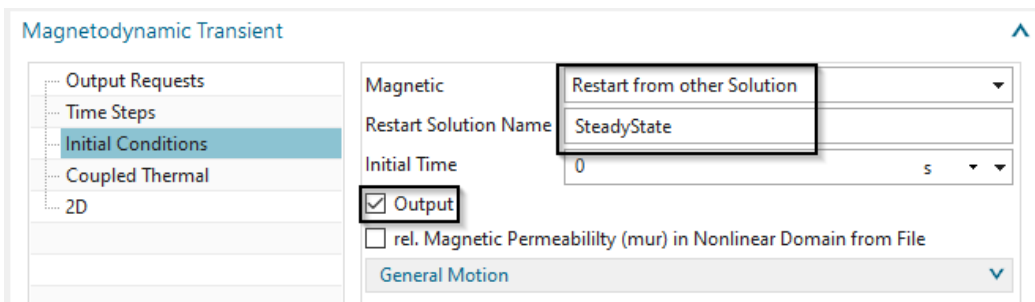 Magnetodynamic Transient
Output Requests
Time Steps
Initial Conditions
Coupled Thermal
2D
Magnetic Restart from other Solution
Restart Solution Name SteadyState
Initial Time 0 s
Output
rel. Magnetic Permeabililty (mur) in Nonlinear Domain from File
General Motion